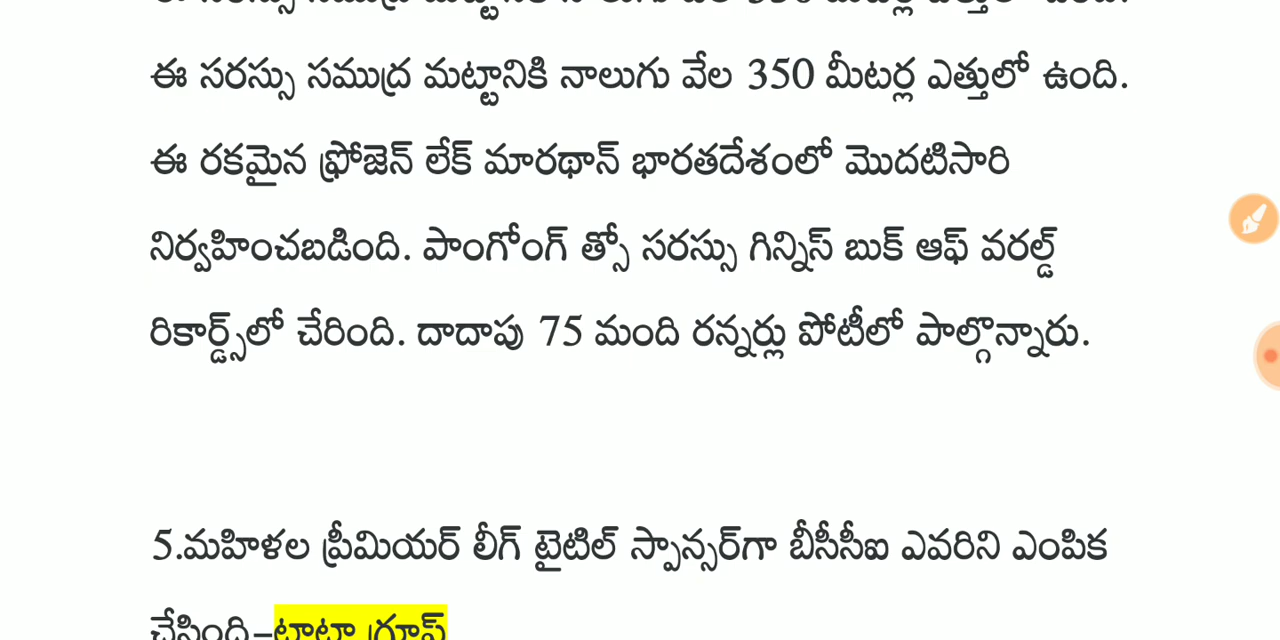 ఈ సరస్సు సముద్ర మట్టానికి నాలుగు వేల 350 మీటర్ల ఎత్తులో ఉంది.
ఈ రకమైన ఫ్రోజెన్ లేక్ మారథాన్ భారతదేశంలో మొదటిసారి
నిర్వహించబడింది. పాంగోంగ్ త్సో సరస్సు గిన్నిస్ బుక్ ఆఫ్ వరల్డ్
రికార్డ్స్‌లో చేరింది. దాదాపు 75 మంది రన్నర్లు పోటీలో పాల్గొన్నారు.
5.మహిళల ప్రీమియర్ లీగ్ టైటిల్ స్పాన్సర్‌గా బీసీసీఐ ఎవరిని ఎంపిక
చేసింది–టాటా గ్రూప్